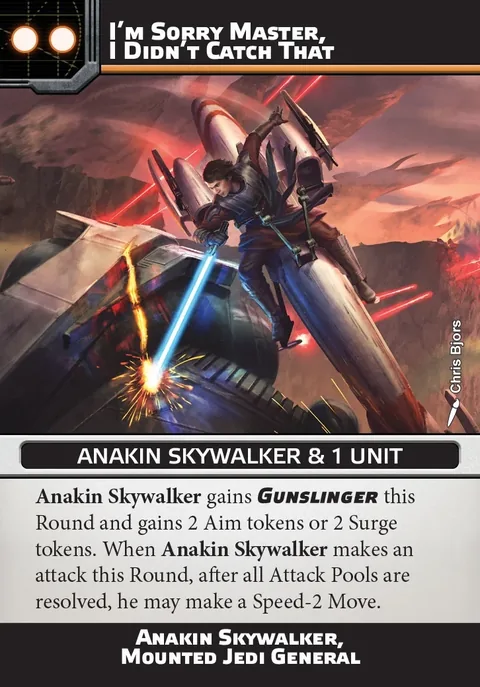 I'm Sorry Master,
I Didn't Catch That
Chris Bjors
ANAKIN SKYWALKER & 1 UNIT
Anakin Skywalker gains Gunslinger this
Round and gains 2 Aim tokens or 2 Surge
tokens. When Anakin Skywalker makes an
attack this Round, after all Attack Pools are
resolved, he may make a Speed-2 Move.
Anakin Skywalker,
Mounted Jedi General